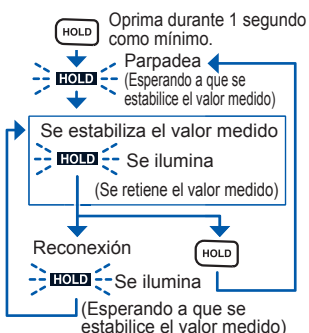 HOLD
Oprima durante 1 segundo
como mínimo.
HOLD
Parpadea
(Esperando a que se
estabilice el valor medido)
Se estabiliza el valor medido
HOLD
Se ilumina
(Se retiene el valor medido)
Reconexión
HOLD
HOLD
Se ilumina
(Esperando a que se
estabilice el valor medido)